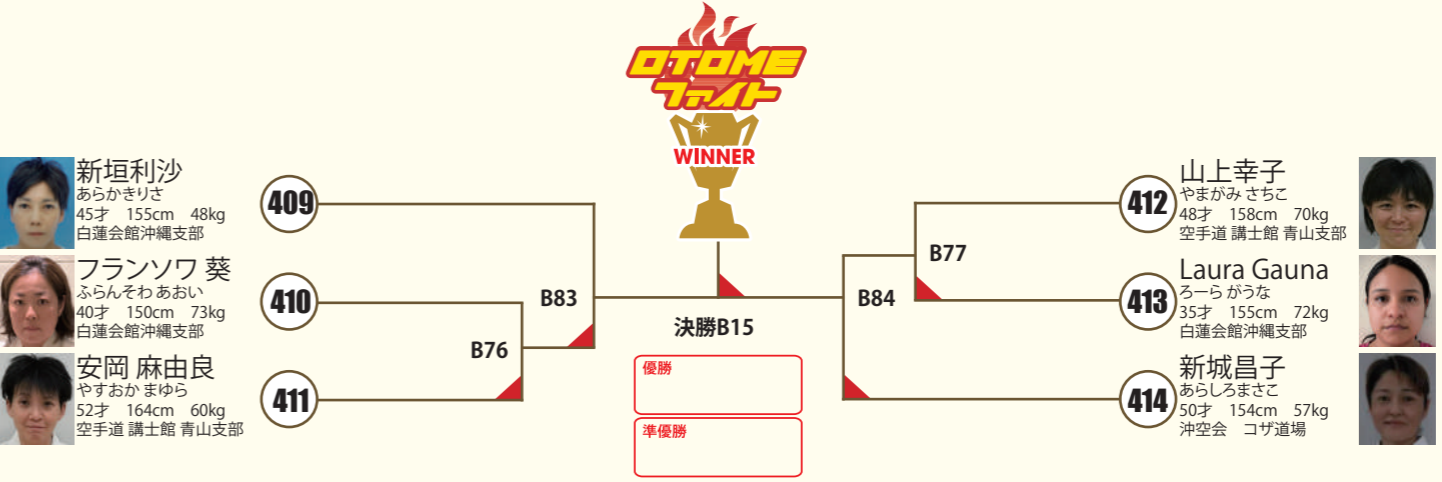 OTOME
ファイト
WINNER
新垣利沙
あらかきりさ
45才　155cm　48kg
白蓮会館沖縄支部
409
フランソワ 葵
ふらんそわ あおい
40才　150cm　73kg
白蓮会館沖縄支部
410
安岡 麻由良
やすおか まゆら
52才　164cm　60kg
空手道 講士館 青山支部
411
B76
B83
決勝B15
優勝
準優勝
B84
B77
412
山上幸子
やまがみ さちこ
48才　158cm　70kg
空手道 講士館 青山支部
413
Laura Gauna
ろーら がうな
35才　155cm　72kg
白蓮会館沖縄支部
414
新城昌子
あらしろまさこ
50才　154cm　57kg
沖空会　コザ道場